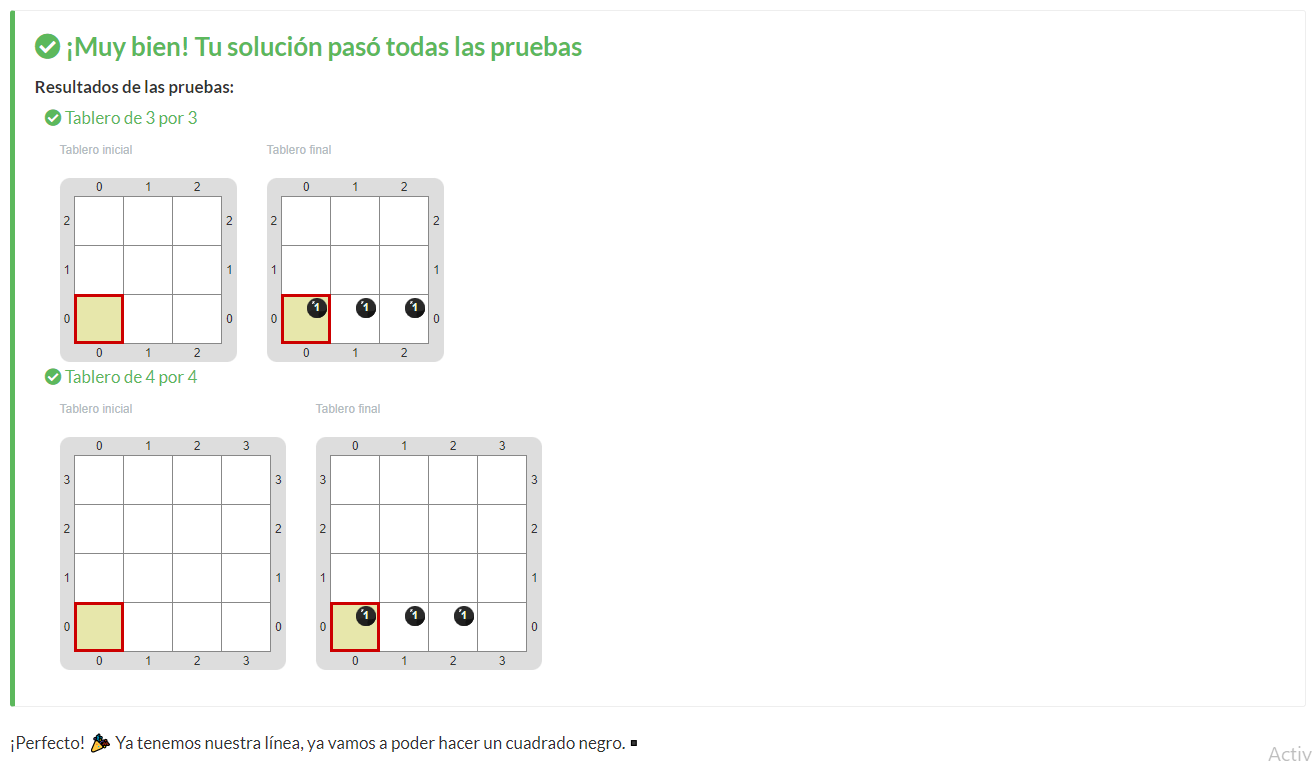 ¡Muy bien! Tu solución pasó todas las pruebas
Resultados de las pruebas:
Tablero de 3 por 3
Tablero inicial Tablero final
0 1 2 0 1 2
2 2 2 2
1 1 1 1
0 0 0 1 1 1 0
0 1 2 0 1 2
Tablero de 4 por 4
Tablero inicial Tablero final
0 1 2 3 0 1 2 3
3 3 3 3
2 2 2 2
1 1 1 1
0 0 0 1 1 1 0
0 1 2 3 0 1 2 3
¡Perfecto! 🎉 Ya tenemos nuestra línea, ya vamos a poder hacer un cuadrado negro. ▪
Activ